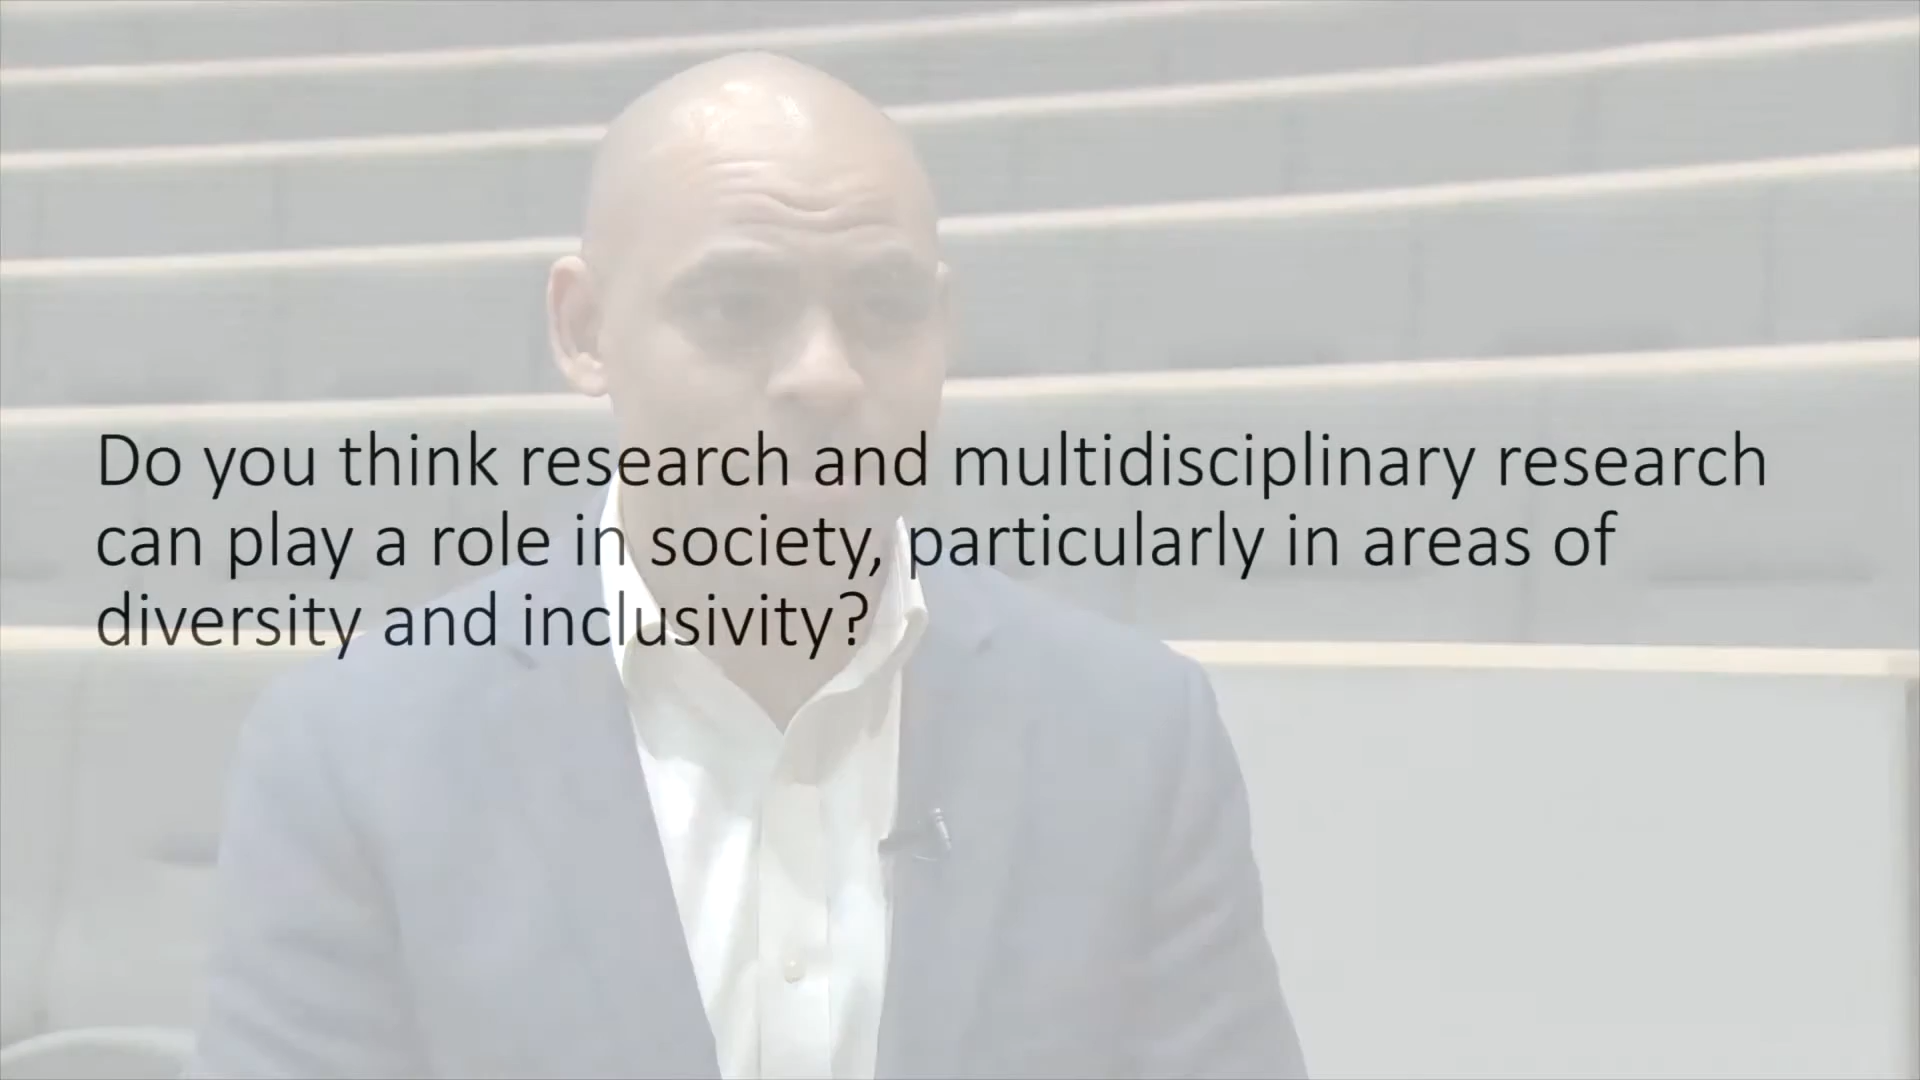 Do you think research and multidisciplinary research
can play a role in society, particularly in areas of
diversity and inclusivity?